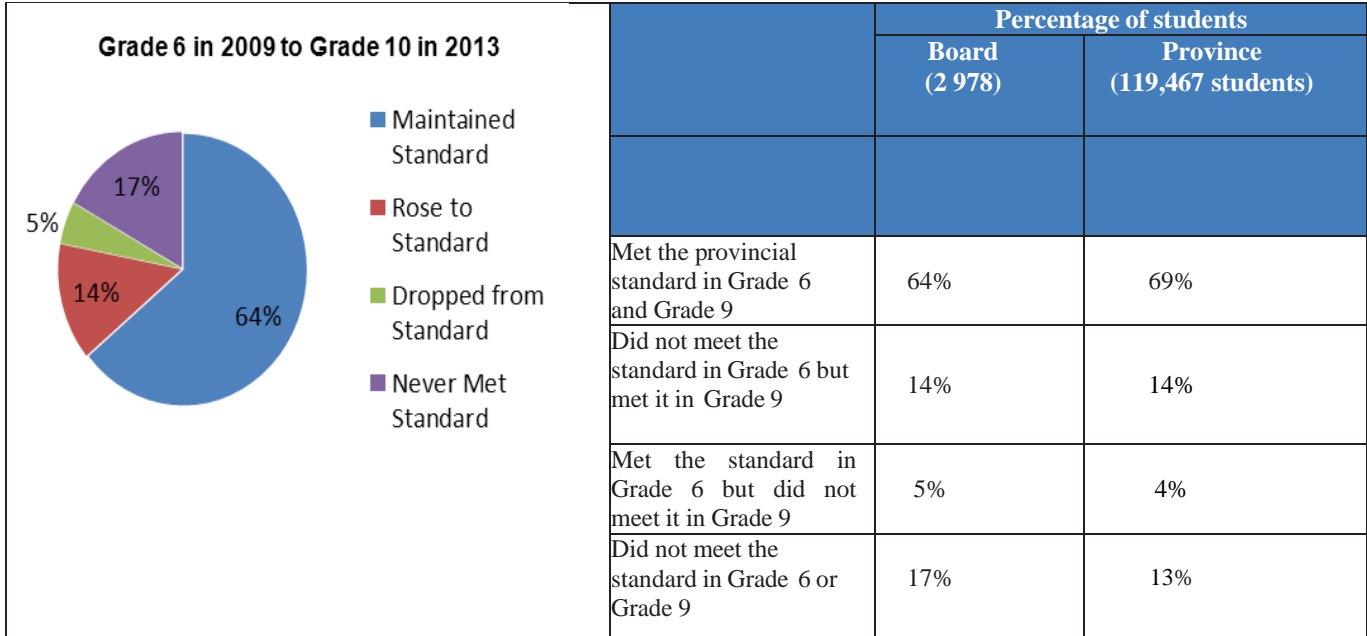 Grade 6 in 2009 to Grade 10 in 2013
17%
5%
14%
64%
Maintained
Standard
Rose to
Standard
Dropped from
Standard
Never Met
Standard
Percentage of students
Board
(2 978)
Province
(119,467 students)
Met the provincial
standard in Grade 6
and Grade 9
64%
69%
Did not meet the
standard in Grade 6 but
met it in Grade 9
14%
14%
Met the standard in
Grade 6 but did not
meet it in Grade 9
5%
4%
Did not meet the
standard in Grade 6 or
Grade 9
17%
13%